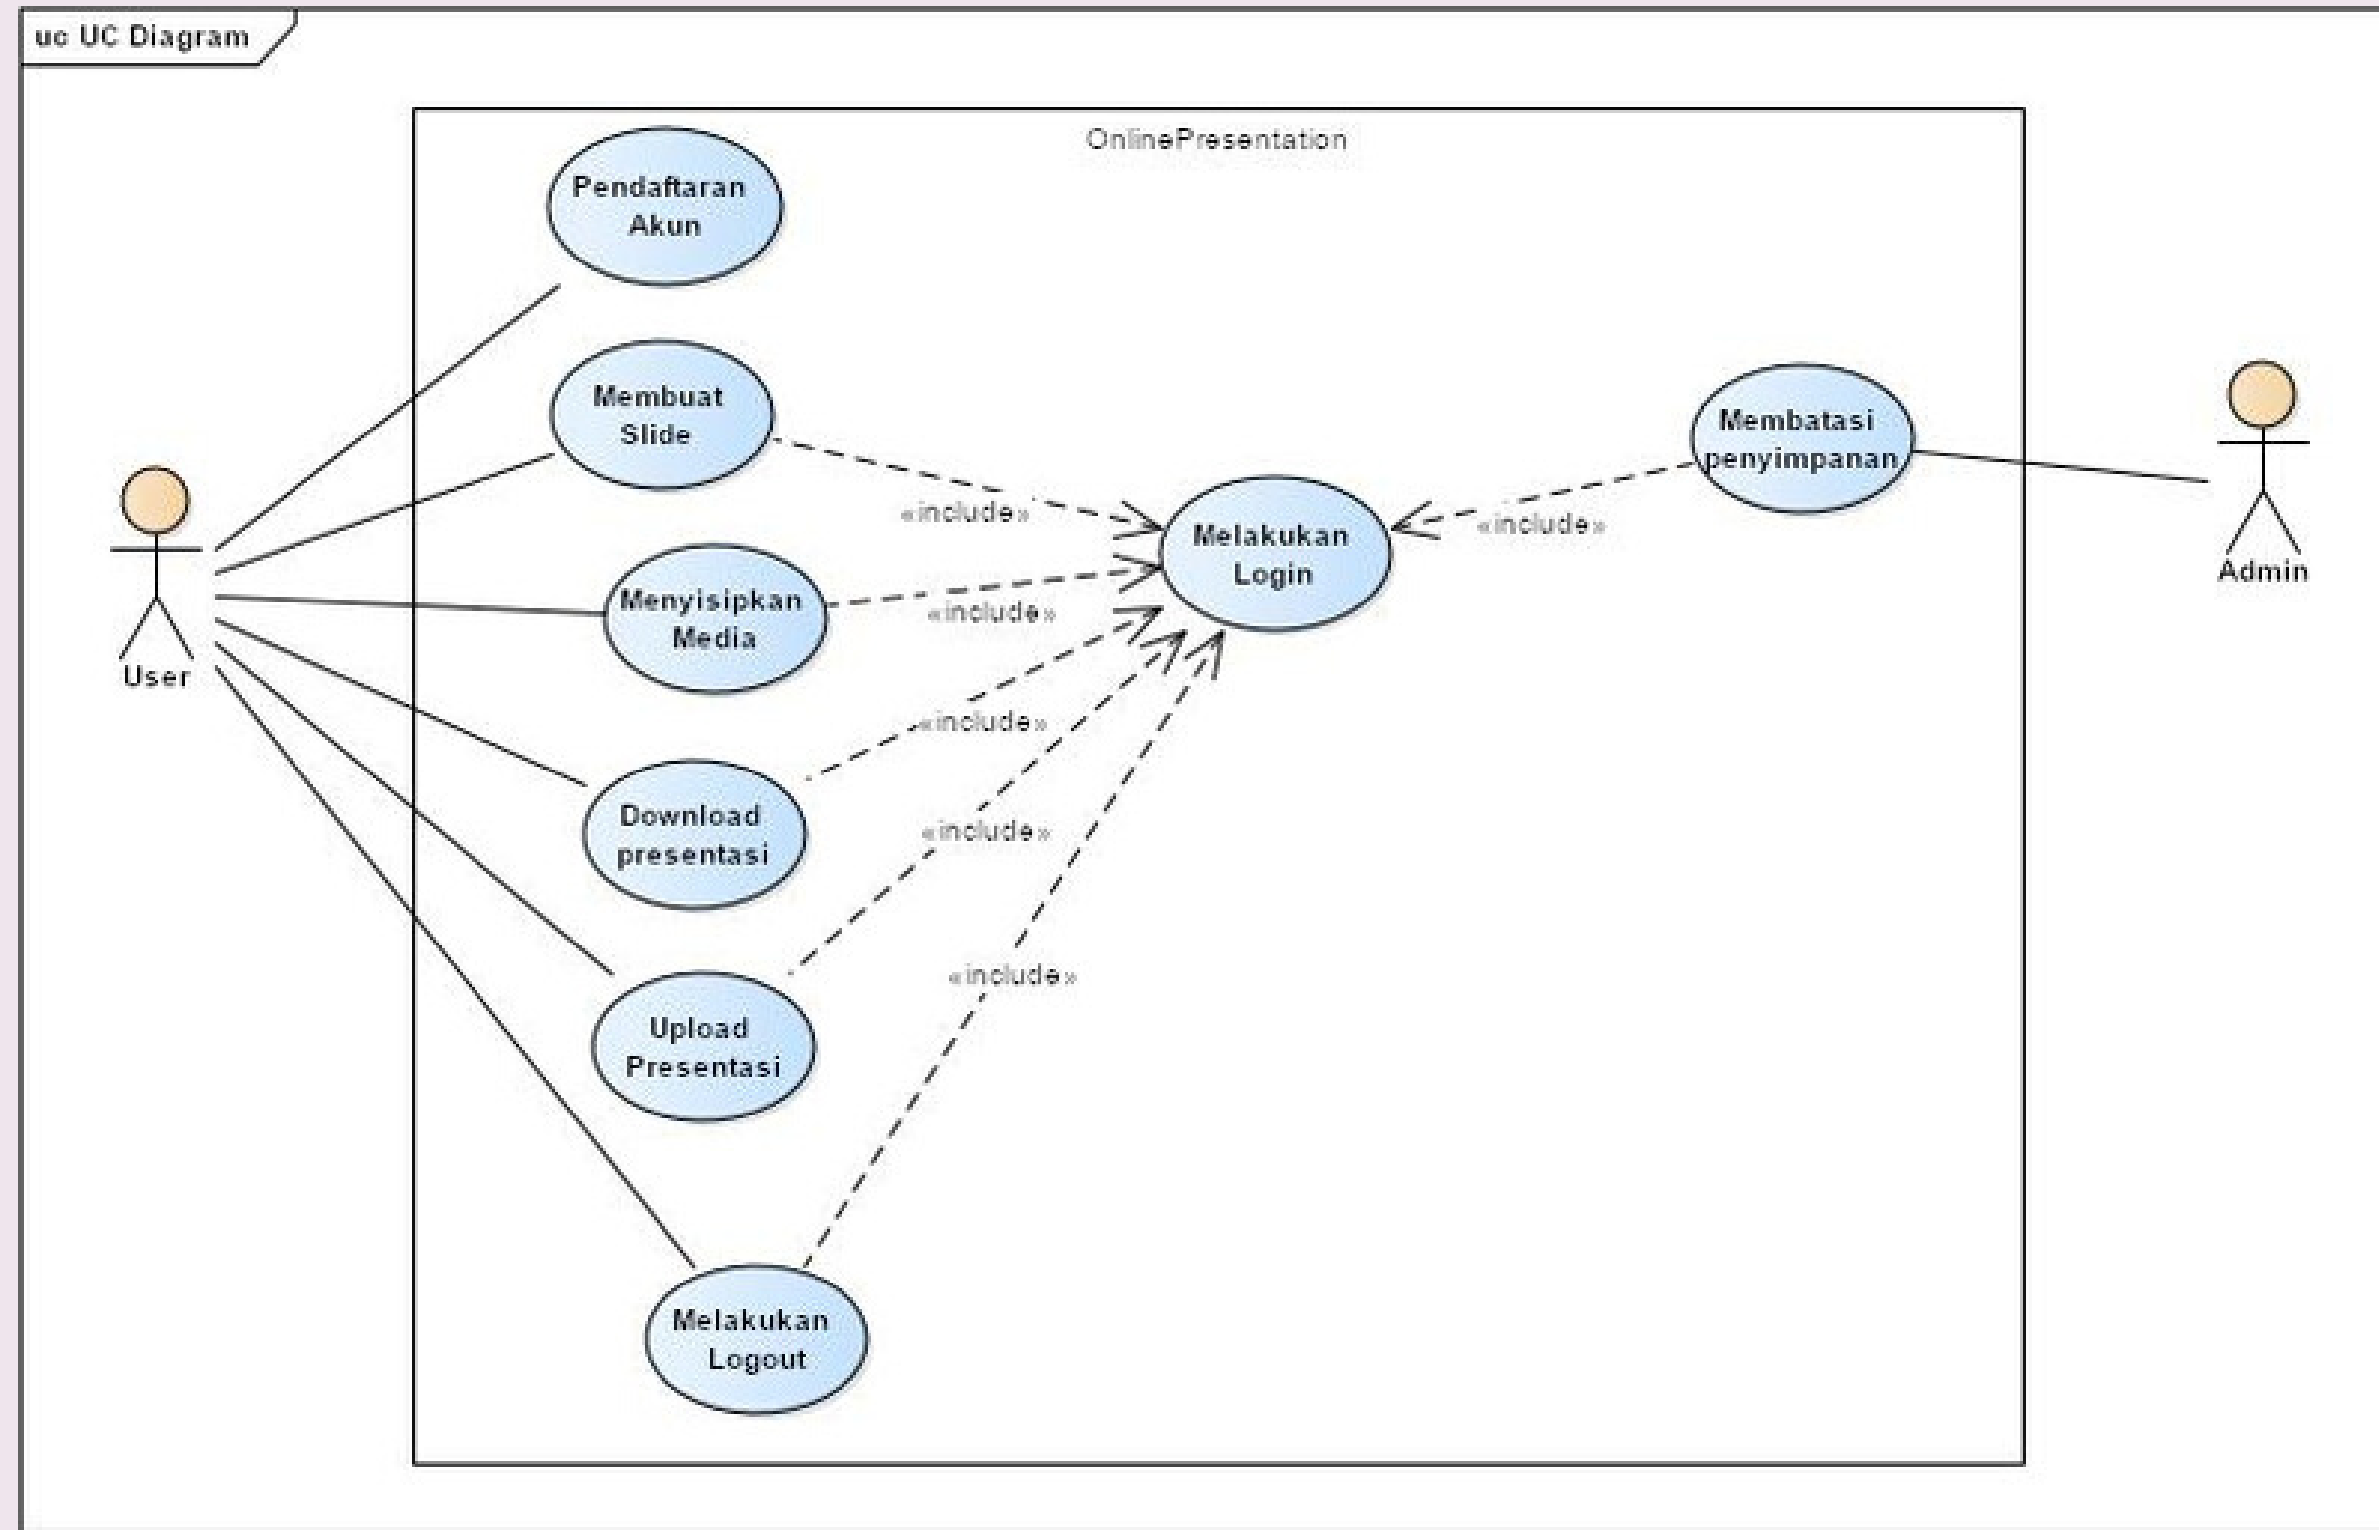 uc UC Diagram
OnlinePresentation
Pendaftaran
Akun
Membuat
Slide
«include»
Menyisipkan
Media
«include»
Melakukan
Login
«include»
Membatasi
penyimpanan
User
Admin
«include»
Download
presentasi
«include»
Upload
Presentasi
«include»
Melakukan
Logout